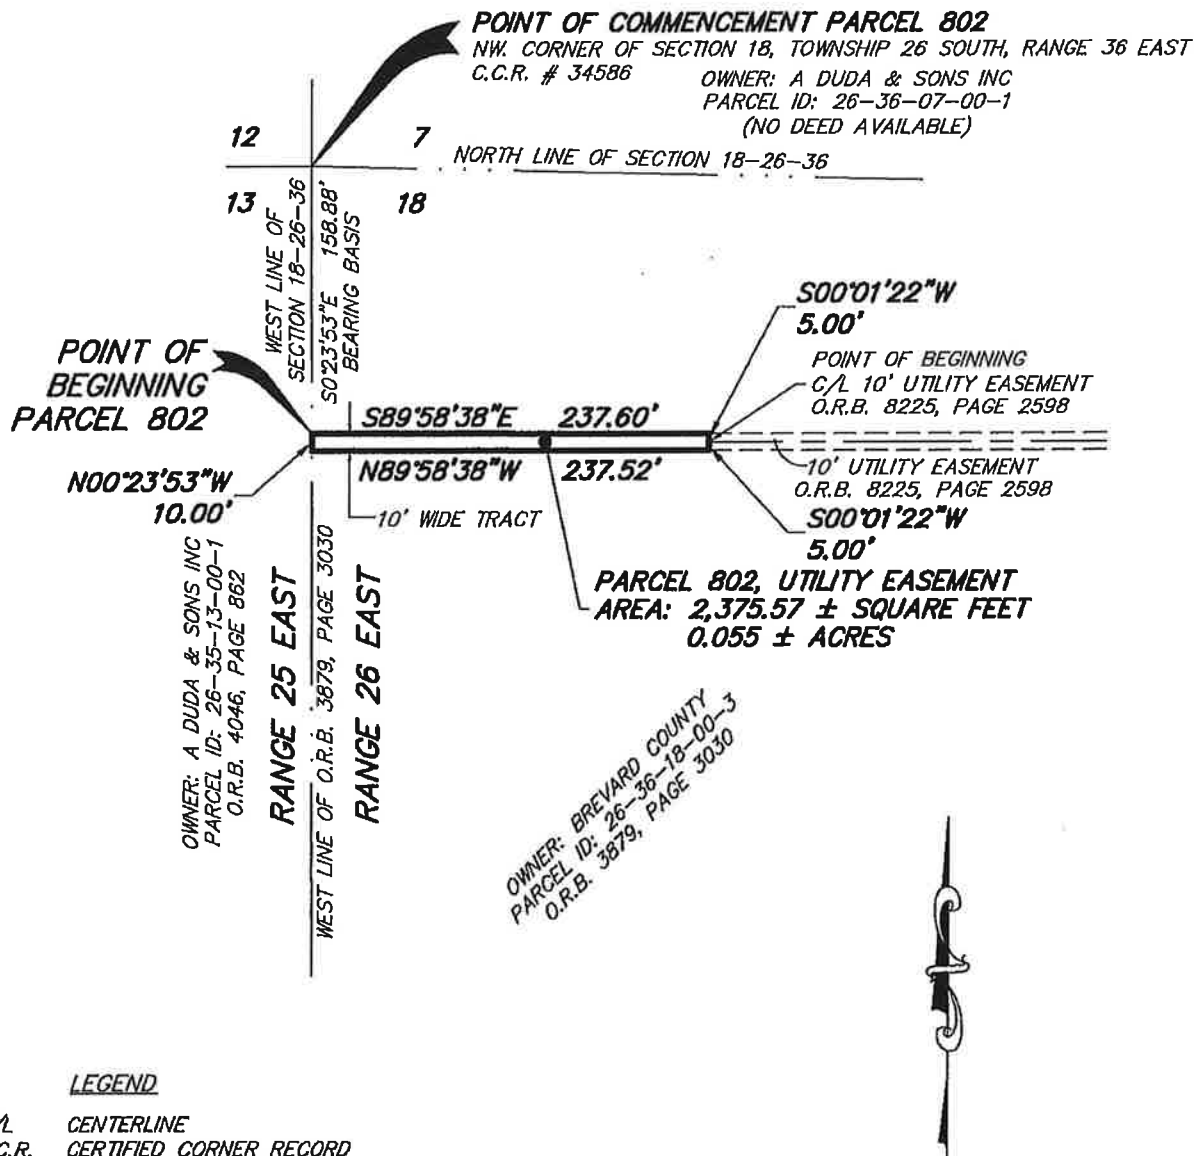 POINT OF COMMENCEMENT PARCEL 802
NW. CORNER OF SECTION 18, TOWNSHIP 26 SOUTH, RANGE 36 EAST
C.C.R. # 34586
OWNER: A DUDA & SONS INC
PARCEL ID: 26-36-07-00-1
(NO DEED AVAILABLE)
12
7
NORTH LINE OF SECTION 18-26-36
13
18
WEST LINE OF
SECTION 18-26-36
S0°23'53"E 158.88'
BEARING BASIS
S00°01'22"W
5.00'
POINT OF
BEGINNING
PARCEL 802
POINT OF BEGINNING
C/L 10' UTILITY EASEMENT
O.R.B. 8225, PAGE 2598
S89°58'38"E 237.60'
N89°58'38"W 237.52'
N00°23'53"W
10.00'
10' UTILITY EASEMENT
O.R.B. 8225, PAGE 2598
10' WIDE TRACT
S00°01'22"W
5.00'
PARCEL 802, UTILITY EASEMENT
AREA: 2,375.57 ± SQUARE FEET
0.055 ± ACRES
OWNER: A DUDA & SONS INC
PARCEL ID: 26-35-13-00-1
O.R.B. 4046, PAGE 862
RANGE 25 EAST
WEST LINE OF O.R.B. 3879, PAGE 3030
RANGE 26 EAST
OWNER: BREVARD COUNTY
PARCEL ID: 26-36-18-00-3
O.R.B. 3879, PAGE 3030
LEGEND
/L CENTERLINE
C.R. CERTIFIED CORNER RECORD